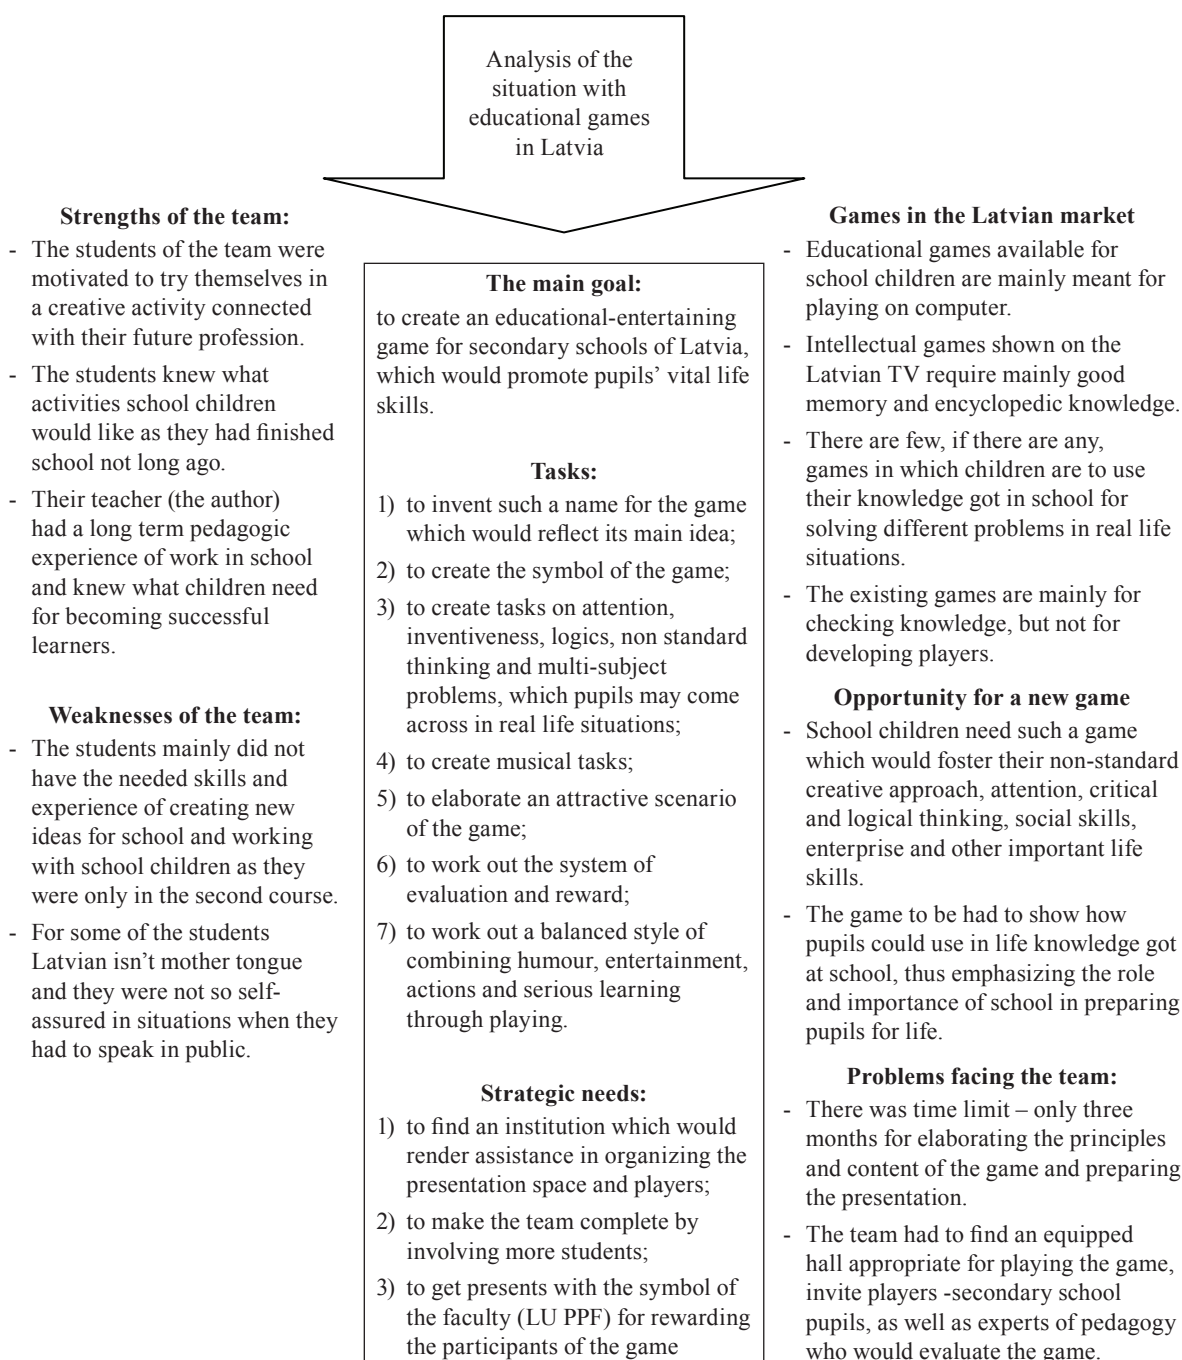 Analysis of the
situation with
educational games
in Latvia
Strengths of the team:
- The students of the team were
motivated to try themselves in
a creative activity connected
with their future profession.
- The students knew what
activities school children
would like as they had finished
school not long ago.
- Their teacher (the author)
had a long term pedagogic
experience of work in school
and knew what children need
for becoming successful
learners.
Weaknesses of the team:
- The students mainly did not
have the needed skills and
experience of creating new
ideas for school and working
with school children as they
were only in the second course.
- For some of the students
Latvian isn’t mother tongue
and they were not so self-
assured in situations when they
had to speak in public.
The main goal:
to create an educational-entertaining
game for secondary schools of Latvia,
which would promote pupils’ vital life
skills.
Tasks:
1) to invent such a name for the game
which would reflect its main idea;
2) to create the symbol of the game;
3) to create tasks on attention,
inventiveness, logics, non standard
thinking and multi-subject
problems, which pupils may come
across in real life situations;
4) to create musical tasks;
5) to elaborate an attractive scenario
of the game;
6) to work out the system of
evaluation and reward;
7) to work out a balanced style of
combining humour, entertainment,
actions and serious learning
through playing.
Strategic needs:
1) to find an institution which would
render assistance in organizing the
presentation space and players;
2) to make the team complete by
involving more students;
3) to get presents with the symbol of
the faculty (LU PPF) for rewarding
the participants of the game
Games in the Latvian market
- Educational games available for
school children are mainly meant for
playing on computer.
- Intellectual games shown on the
Latvian TV require mainly good
memory and encyclopedic knowledge.
- There are few, if there are any,
games in which children are to use
their knowledge got in school for
solving different problems in real life
situations.
- The existing games are mainly for
checking knowledge, but not for
developing players.
Opportunity for a new game
- School children need such a game
which would foster their non-standard
creative approach, attention, critical
and logical thinking, social skills,
enterprise and other important life
skills.
- The game to be had to show how
pupils could use in life knowledge got
at school, thus emphasizing the role
and importance of school in preparing
pupils for life.
Problems facing the team:
- There was time limit – only three
months for elaborating the principles
and content of the game and preparing
the presentation.
- The team had to find an equipped
hall appropriate for playing the game,
invite players -secondary school
pupils, as well as experts of pedagogy
who would evaluate the game.